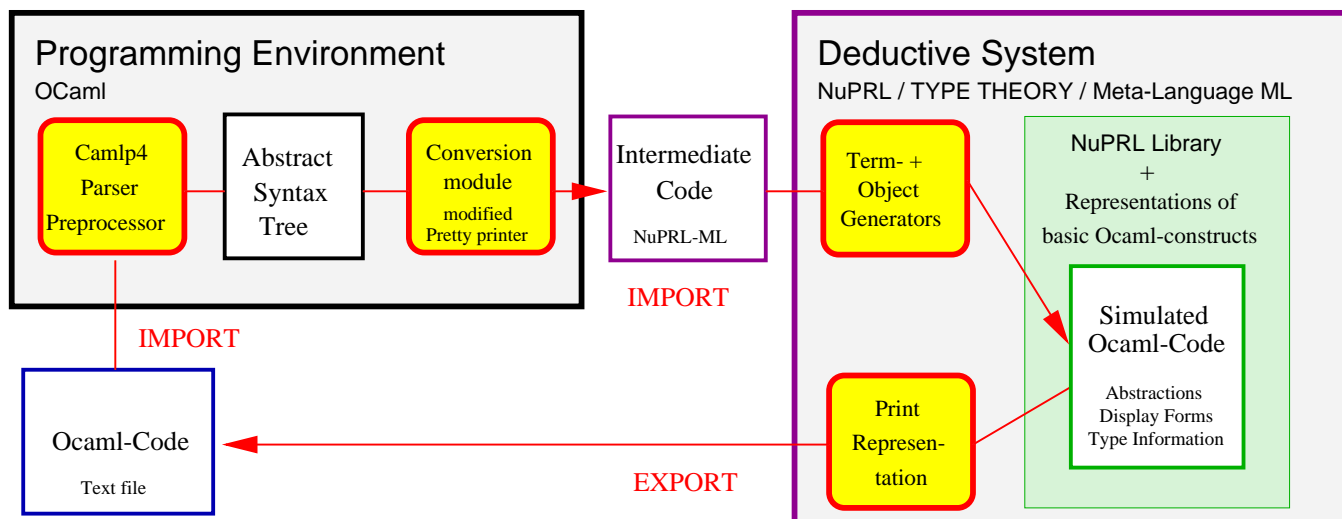 Programming Environment
OCaml
Camlp4
Parser
Preprocessor
Abstract
Syntax
Tree
Conversion
module
modified
Pretty printer
Intermediate
Code
NuPRL-ML
IMPORT
IMPORT
Ocaml-Code
Text file
Deductive System
NuPRL / TYPE THEORY / Meta-Language ML
Term- +
Object
Generators
NuPRL Library
+
Representations of
basic Ocaml-constructs
Simulated
Ocaml-Code
Abstractions
Display Forms
Type Information
Print
Represen-
tation
EXPORT